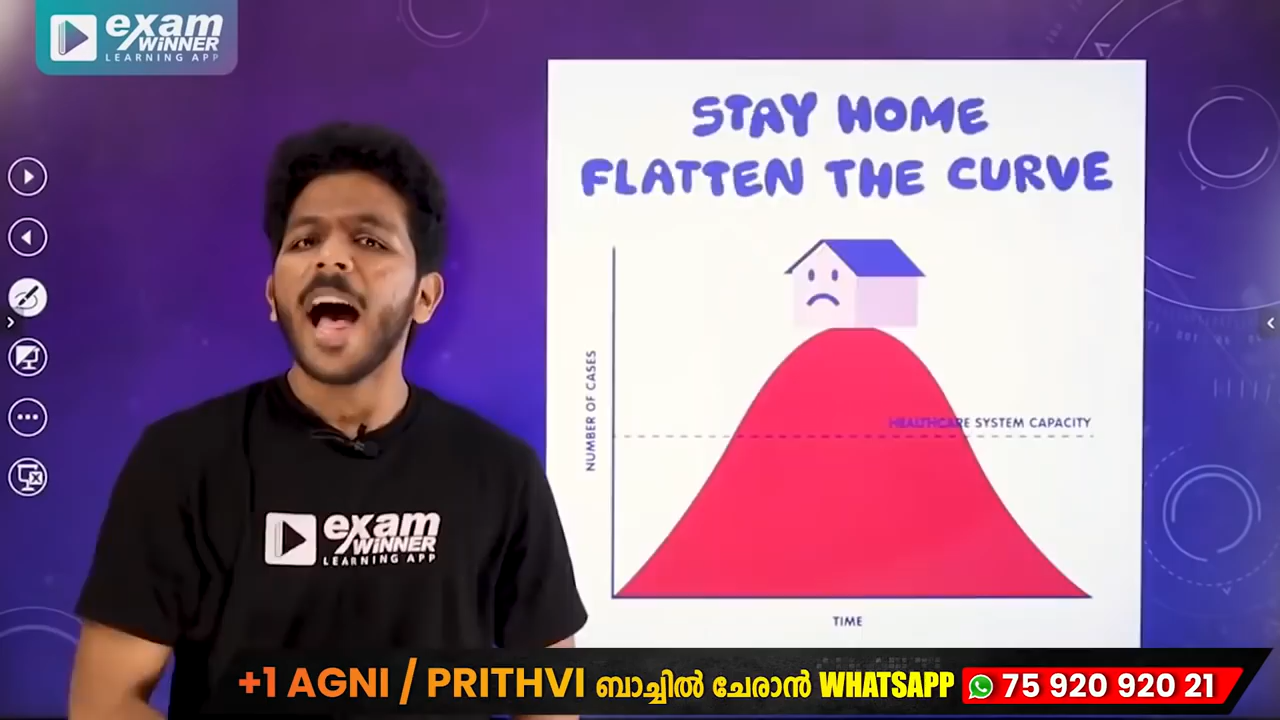 exam
WINNER
LEARNING APP
STAY HOME
FLATTEN THE CURVE
NUMBER OF CASES
HEALTHCARE SYSTEM CAPACITY
TIME
exam
WINNER
LEARNING APP
+1 AGNI / PRITHVI ബാച്ചിൽ ചേരാൻ WHATSAPP 75 920 920 21